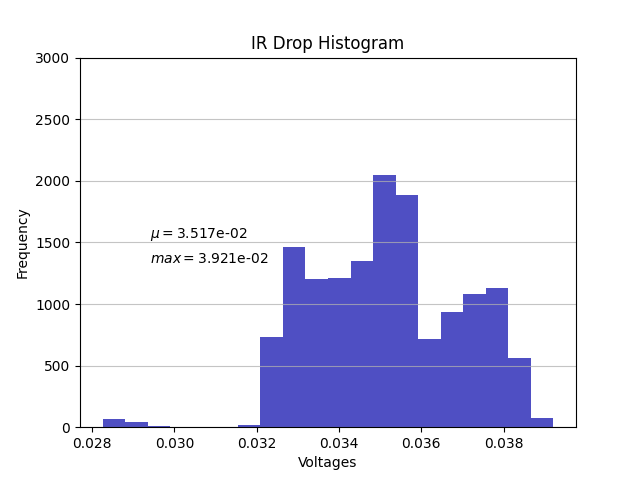 IR Drop Histogram
3000
2500
2000
1500
1000
500
0
Frequency
μ = 3.517e-02
max = 3.921e-02
0.028 0.030 0.032 0.034 0.036 0.038
Voltages